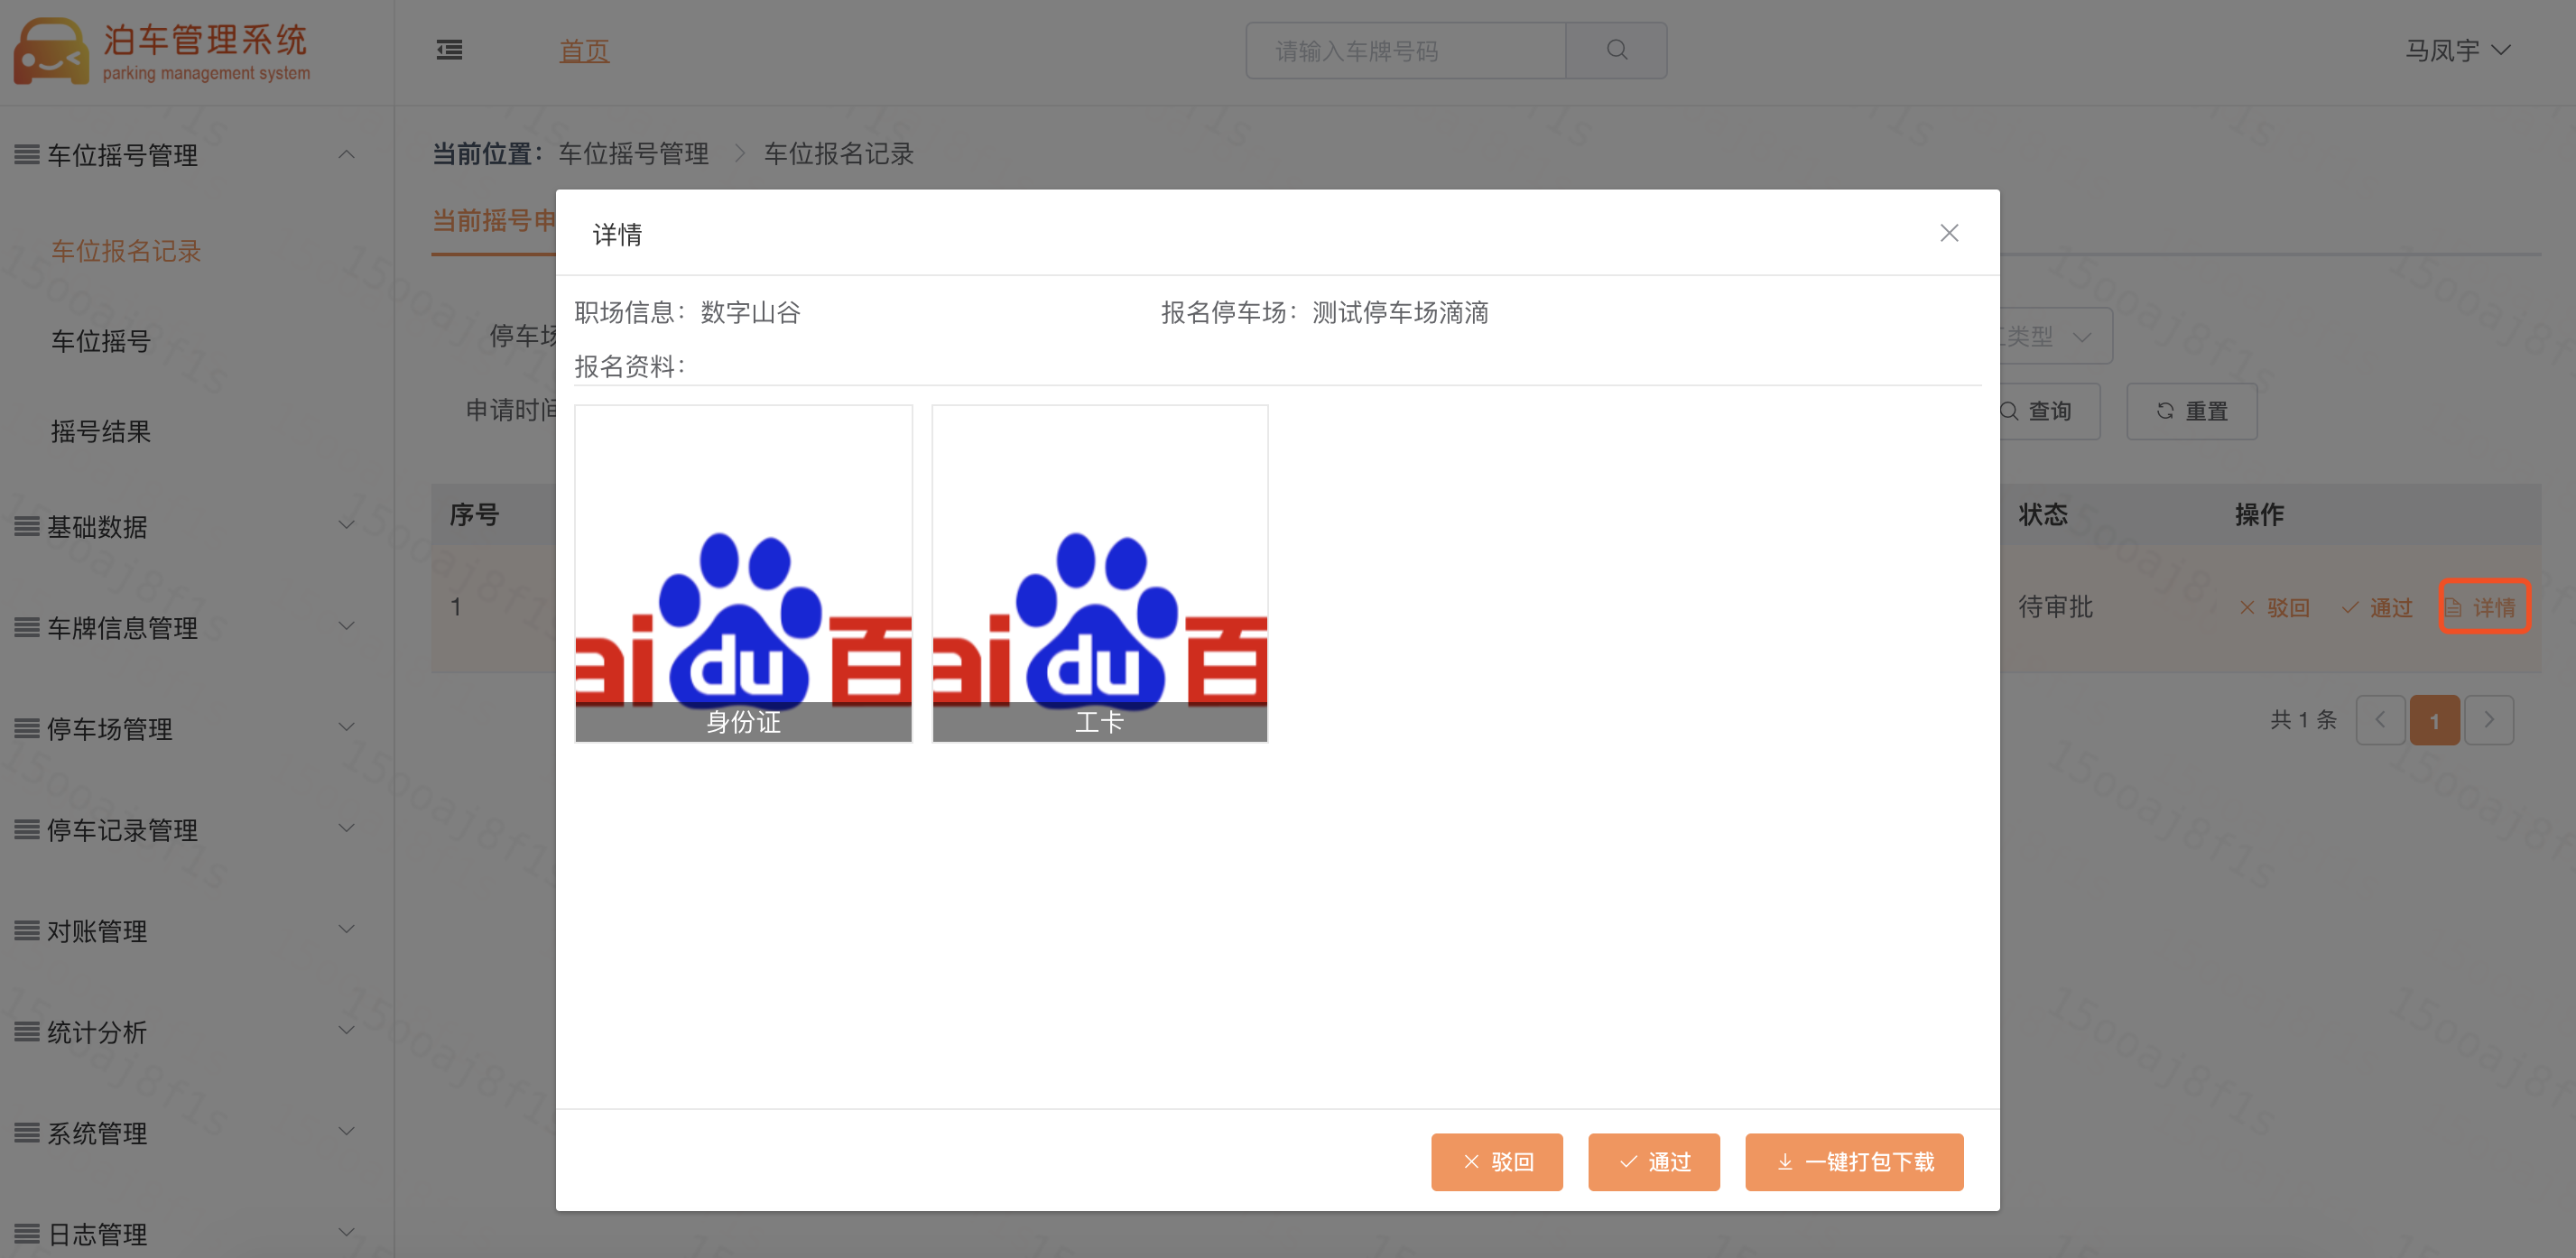 泊车管理系统
parking management system
首页
请输入车牌号码
马凤宇
车位摇号管理
车位报名记录
车位摇号
摇号结果
基础数据
车牌信息管理
停车场管理
停车记录管理
对账管理
统计分析
系统管理
日志管理
当前位置： 车位摇号管理 > 车位报名记录
当前摇号申
停车场
类型
申请时间
查询
重置
序号
状态
操作
1
待审批
驳回
通过
详情
共 1 条
1
详情
职场信息： 数字山谷
报名停车场： 测试停车场滴滴
报名资料：
ai du 百
身份证
ai du 百
工卡
驳回
通过
一键打包下载
15ooaj8f1s